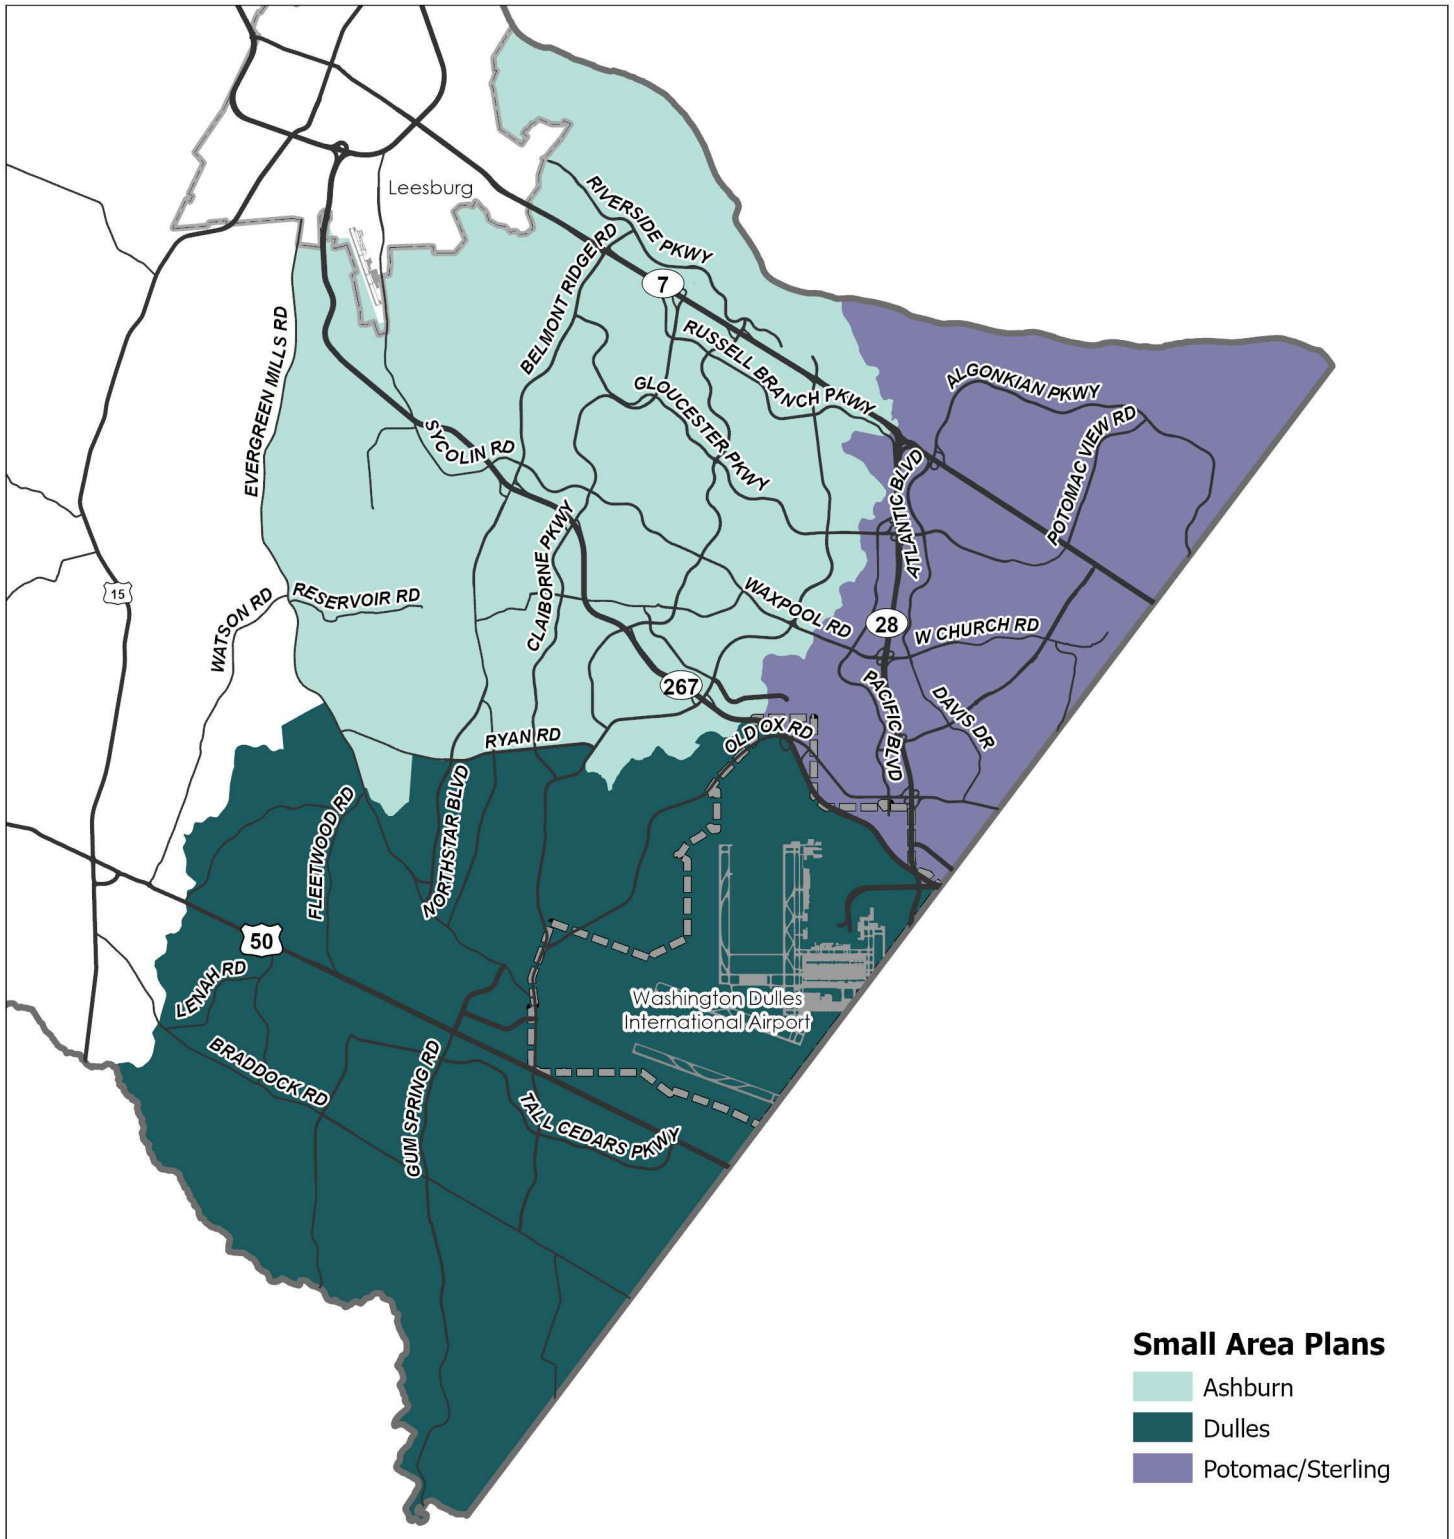 Leesburg
RIVERSIDE PKWY
BELMONT RIDGE RD
7
EVERGREEN MILLS RD
RUSSELL BRANCH PKWY
ALGONKIAN PKWY
GLOUCESTER PKWY
POTOMAC VIEW RD
SYCOLIN RD
ATLANTIC BLVD
CLAIBORNE PKWY
15
RESERVOIR RD
WATSON RD
WAXPOOL RD
28
W CHURCH RD
267
PACIFIC BLVD
DAVIS DR
RYAN RD
OLD OX RD
NORTHSTAR BLVD
FLEETWOOD RD
50
LENAH RD
Washington Dulles
International Airport
BRADDOCK RD
GUM SPRING RD
TALL CEDARS PKWY
Small Area Plans
Ashburn
Dulles
Potomac/Sterling